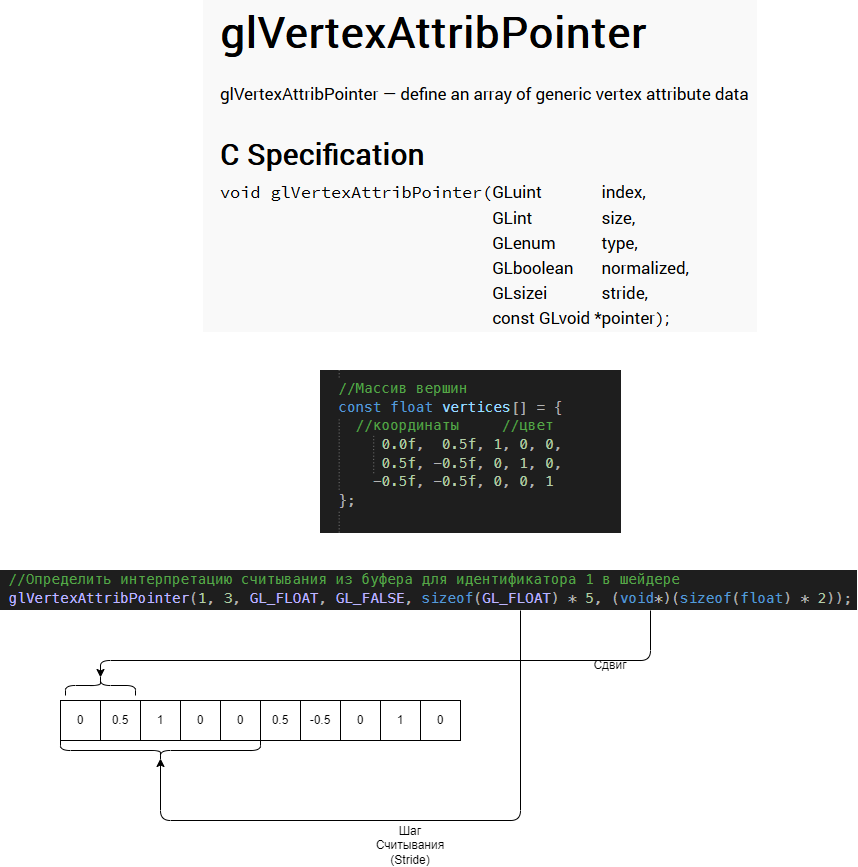 glVertexAttribPointer
glVertexAttribPointer — define an array of generic vertex attribute data
C Specification
void glVertexAttribPointer(GLuint index,
GLint size,
GLenum type,
GLboolean normalized,
GLsizei stride,
const GLvoid *pointer);
//Массив вершин
const float vertices[] = {
//координаты //цвет
0.0f, 0.5f, 1, 0, 0,
0.5f, -0.5f, 0, 1, 0,
-0.5f, -0.5f, 0, 0, 1
};
//Определить интерпретацию считывания из буфера для идентификатора 1 в шейдере
glVertexAttribPointer(1, 3, GL_FLOAT, GL_FALSE, sizeof(GL_FLOAT) * 5, (void*)(sizeof(float) * 2));
Сдвиг
0 0.5 1 0 0 0.5 -0.5 0 1 0
Шаг
Считывания
(Stride)